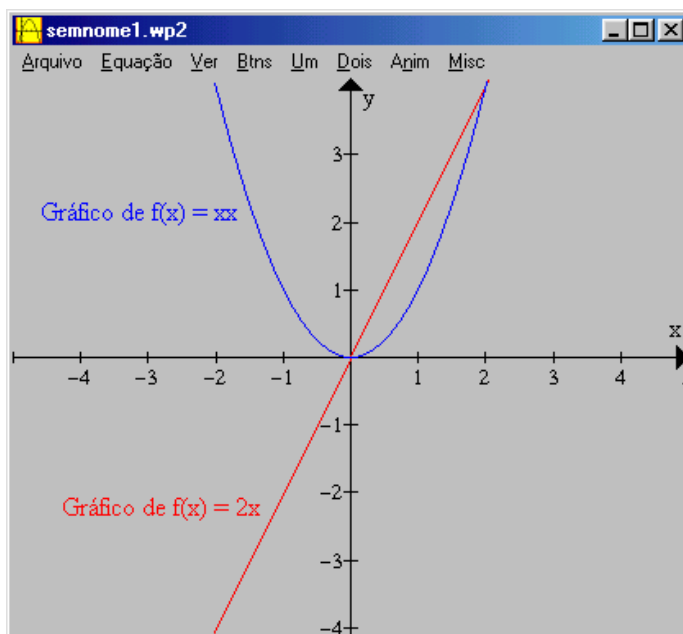 semnome1.wp2
Arquivo Equação Ver Btns Um Dois Anim Misc
y
3
Gráfico de f(x) = xx
2
1
x
−4 −3 −2 −1 1 2 3 4
−1
Gráfico de f(x) = 2x
−2
−3
−4